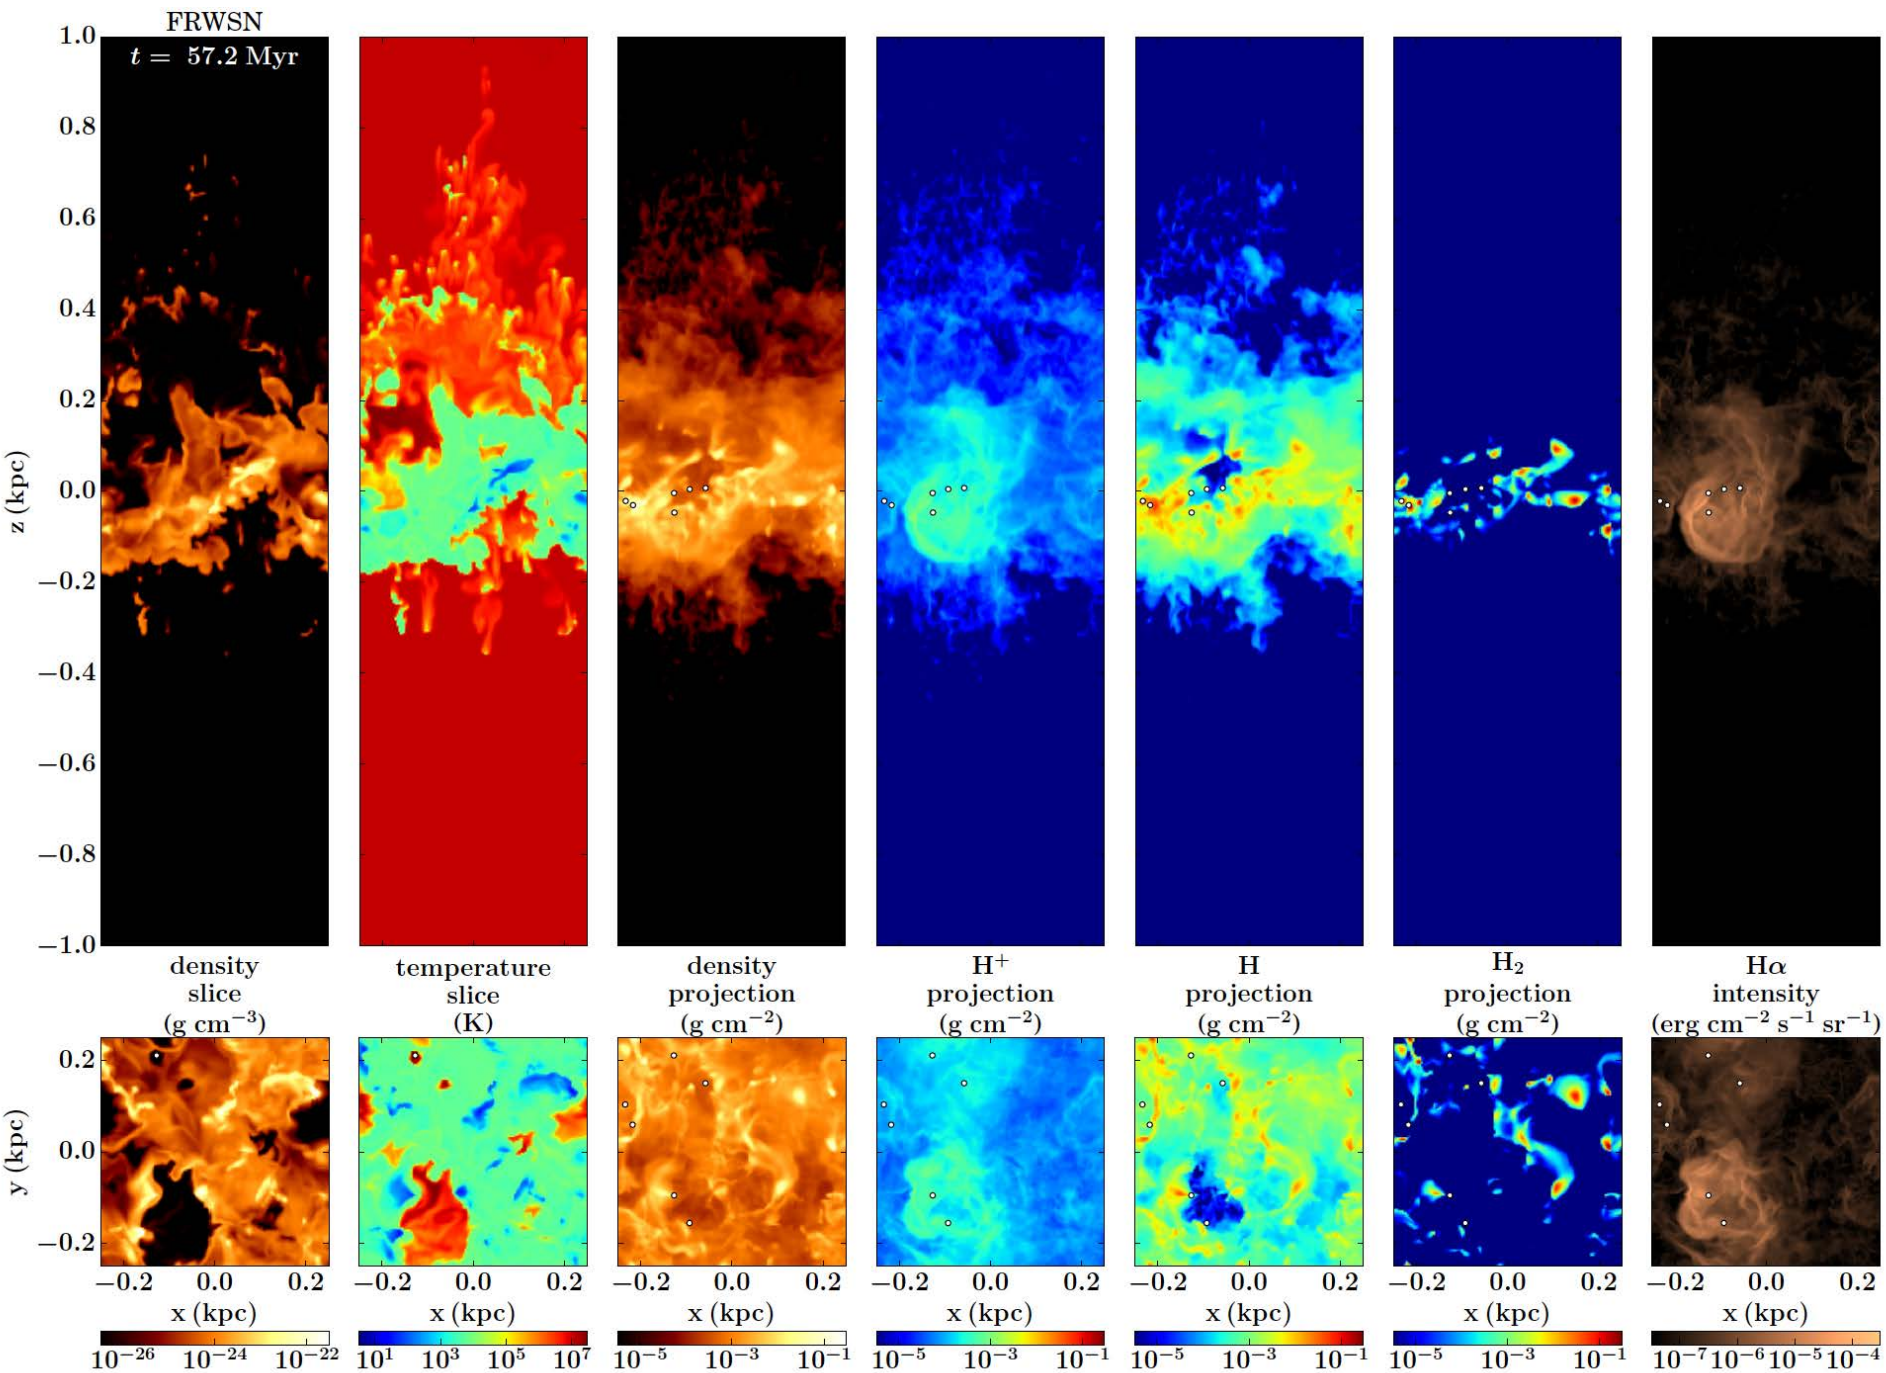 FRWSN
t = 57.2 Myr
1.0
0.8
0.6
0.4
0.2
0.0
−0.2
−0.4
−0.6
−0.8
−1.0
z (kpc)
density slice (g cm⁻³)
temperature slice (K)
density projection (g cm⁻²)
H⁺ projection (g cm⁻²)
H projection (g cm⁻²)
H₂ projection (g cm⁻²)
Hα intensity (erg cm⁻² s⁻¹ sr⁻¹)
0.2
0.0
−0.2
y (kpc)
−0.2 0.0 0.2 −0.2 0.0 0.2 −0.2 0.0 0.2 −0.2 0.0 0.2 −0.2 0.0 0.2 −0.2 0.0 0.2 −0.2 0.0 0.2
x (kpc) x (kpc) x (kpc) x (kpc) x (kpc) x (kpc) x (kpc)
10⁻²⁶ 10⁻²⁴ 10⁻²² 10¹ 10³ 10⁵ 10⁷ 10⁻⁵ 10⁻³ 10⁻¹ 10⁻⁵ 10⁻³ 10⁻¹ 10⁻⁵ 10⁻³ 10⁻¹ 10⁻⁵ 10⁻³ 10⁻¹ 10⁻⁷ 10⁻⁶ 10⁻⁵ 10⁻⁴